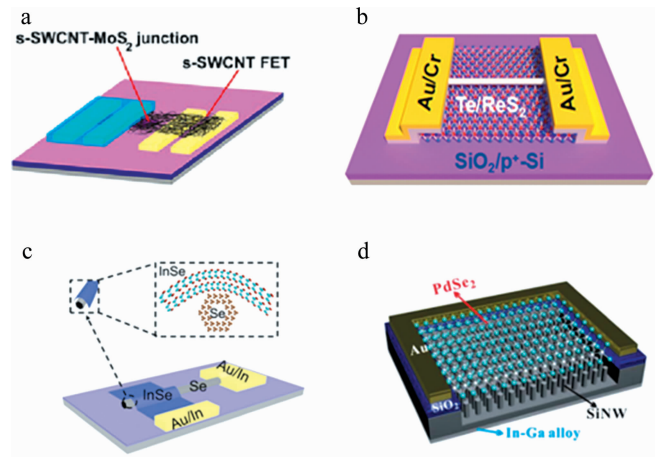 a
s-SWCNT-MoS₂ junction
s-SWCNT FET
b
Au/Cr
Te/ReS₂
Au/Cr
SiO₂/p⁺-Si
c
InSe
Se
InSe
Se
Au/In
Au/In
d
PdSe₂
Au
SiO₂
SiNW
In-Ga alloy